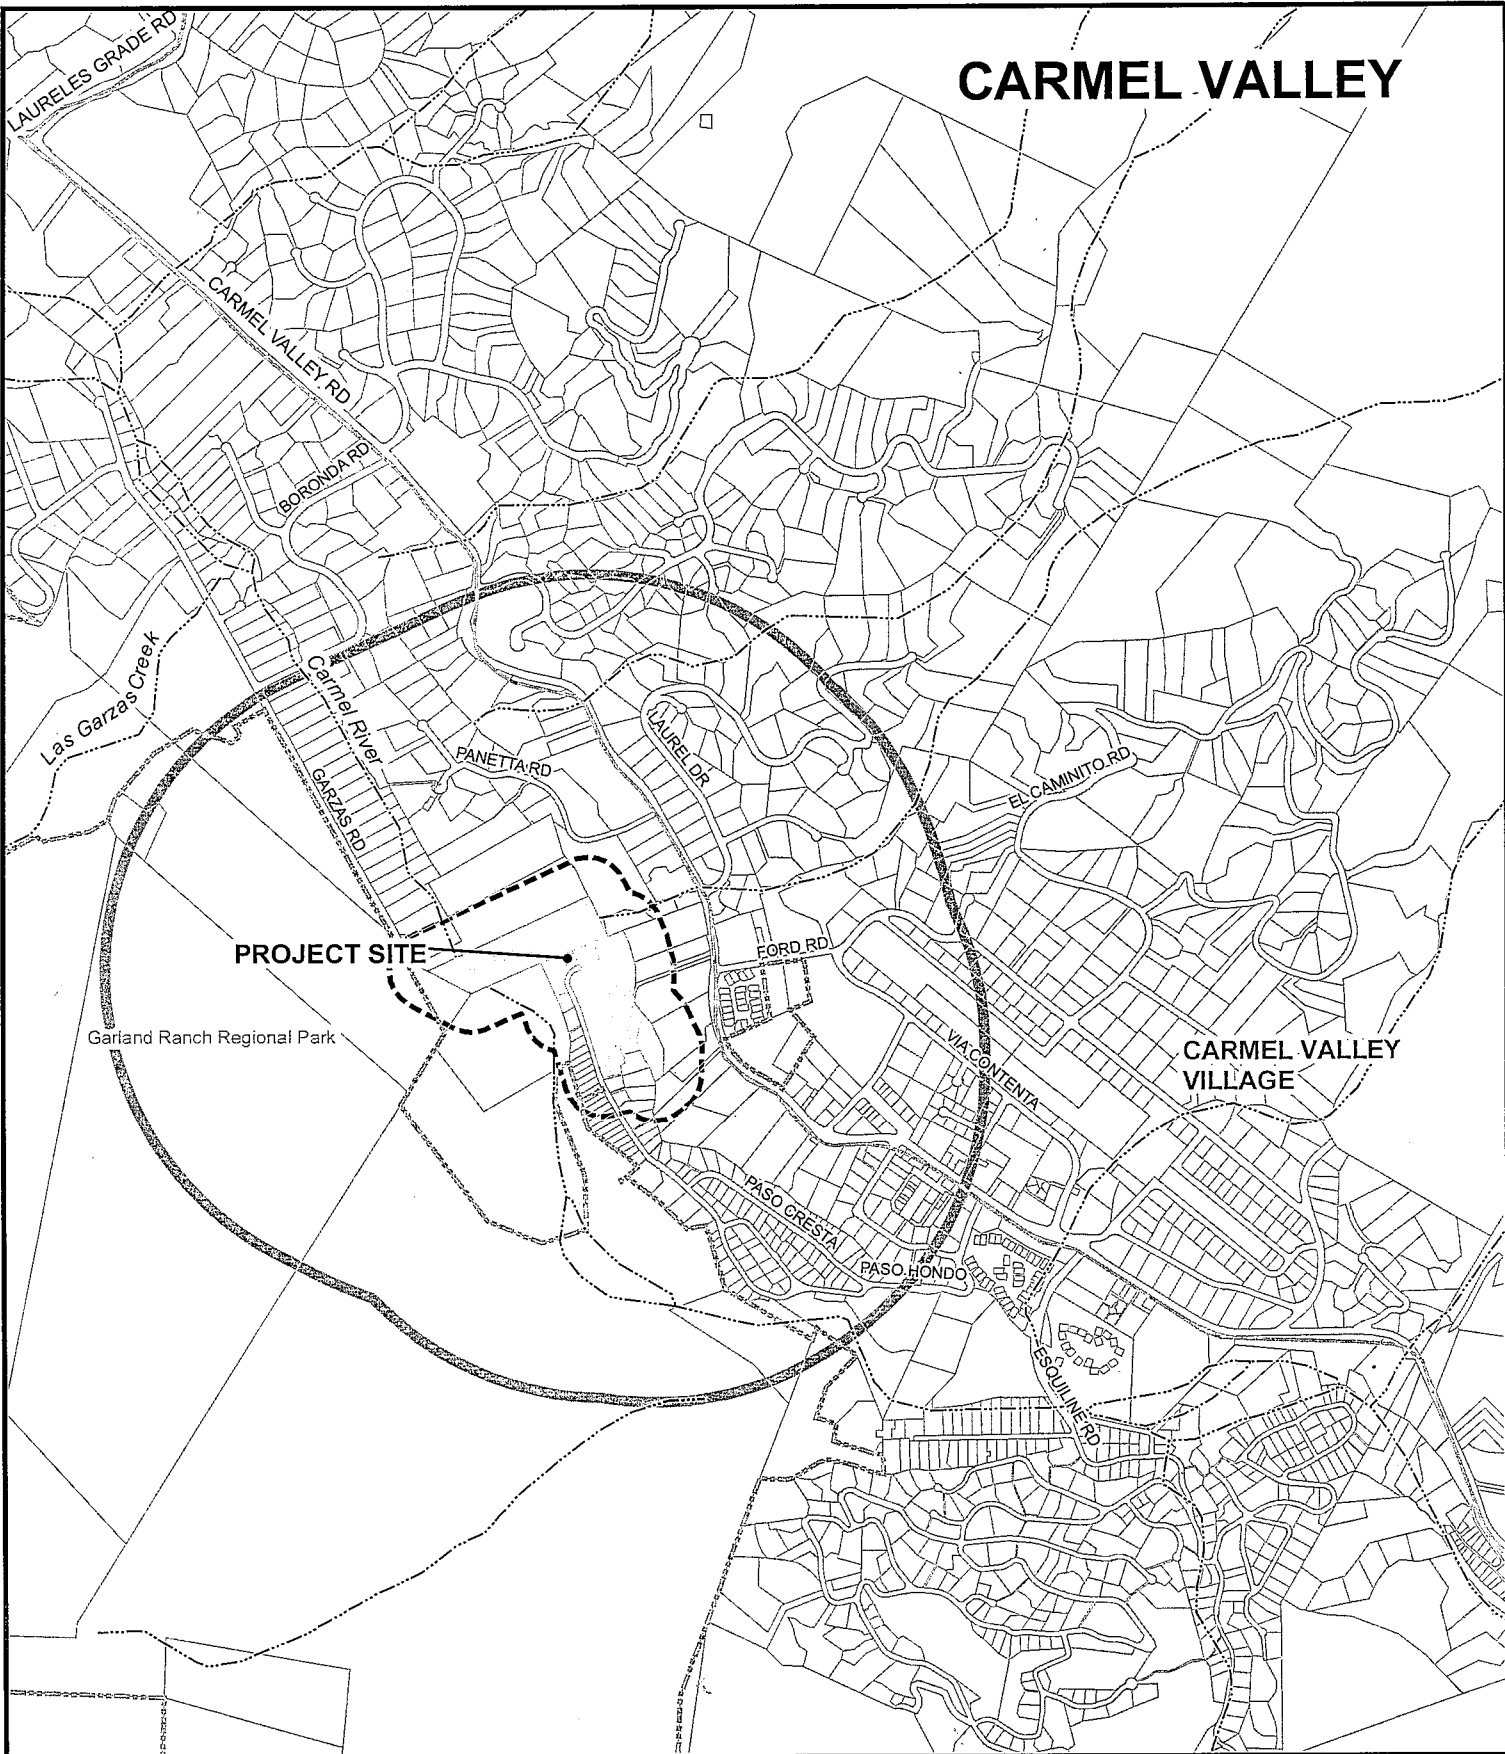 LAURELES GRADE RD
CARMEL VALLEY
CARMEL VALLEY RD
BORONDA RD
Las Garzas Creek
Carmel River
GARZAS RD
PANETTA RD
LAUREL DR
EL CAMINITO RD
PROJECT SITE
FORD RD
Garland Ranch Regional Park
VIA CONTENTA
CARMEL VALLEY
VILLAGE
PASO CRESTA
PASO HONDO
ESQUILINE RD